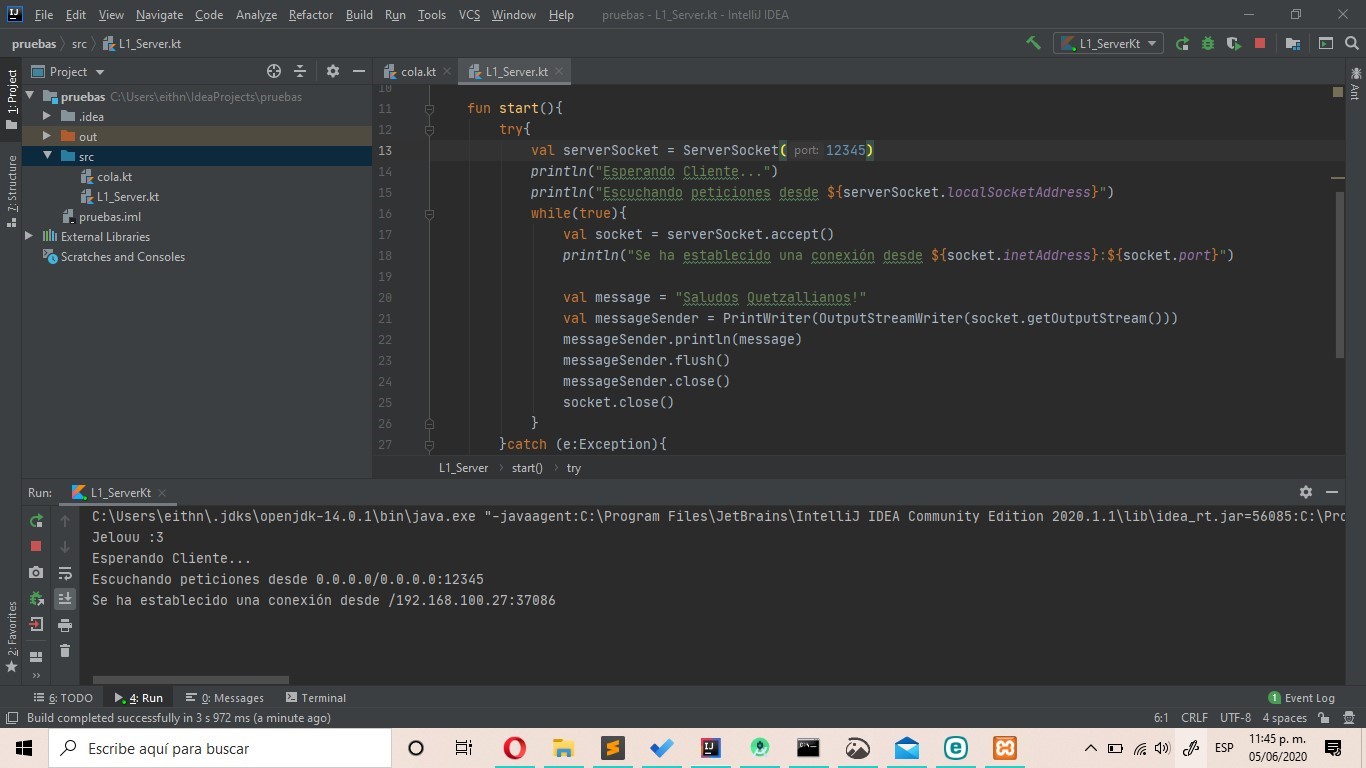 File Edit View Navigate Code Analyze Refactor Build Run Tools VCS Window Help pruebas - L1_Server.kt - IntelliJ IDEA
pruebas src L1_Server.kt L1_ServerKt
1: Project
7: Structure
2: Favorites
Ant
Project
pruebas C:\Users\eithn\IdeaProjects\pruebas
.idea
out
src
cola.kt
L1_Server.kt
pruebas.iml
External Libraries
Scratches and Consoles
cola.kt L1_Server.kt
10
11 fun start(){
12 try{
13 val serverSocket = ServerSocket( port: 12345)
14 println("Esperando Cliente...")
15 println("Escuchando peticiones desde ${serverSocket.localSocketAddress}")
16 while(true){
17 val socket = serverSocket.accept()
18 println("Se ha establecido una conexión desde ${socket.inetAddress}:${socket.port}")
19
20 val message = "Saludos Quetzallianos!"
21 val messageSender = PrintWriter(OutputStreamWriter(socket.getOutputStream()))
22 messageSender.println(message)
23 messageSender.flush()
24 messageSender.close()
25 socket.close()
26 }
27 }catch (e:Exception){
L1_Server start() try
Run: L1_ServerKt
C:\Users\eithn\.jdks\openjdk-14.0.1\bin\java.exe "-javaagent:C:\Program Files\JetBrains\IntelliJ IDEA Community Edition 2020.1.1\lib\idea_rt.jar=56085:C:\Pro
Jelouu :3
Esperando Cliente...
Escuchando peticiones desde 0.0.0.0/0.0.0.0:12345
Se ha establecido una conexión desde /192.168.100.27:37086
6: TODO 4: Run 0: Messages Terminal 1 Event Log
Build completed successfully in 3 s 972 ms (a minute ago) 6:1 CRLF UTF-8 4 spaces
Escribe aquí para buscar ESP 11:45 p. m.
05/06/2020